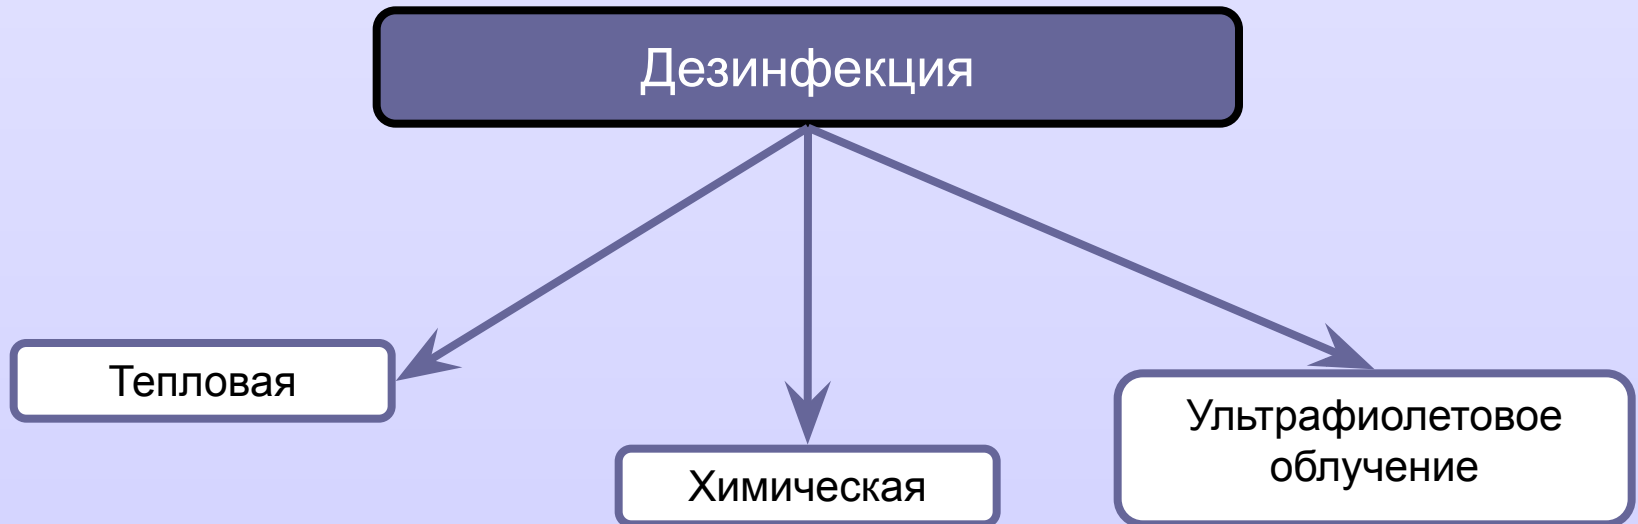 Дезинфекция
Тепловая
Химическая
Ультрафиолетовое
облучение